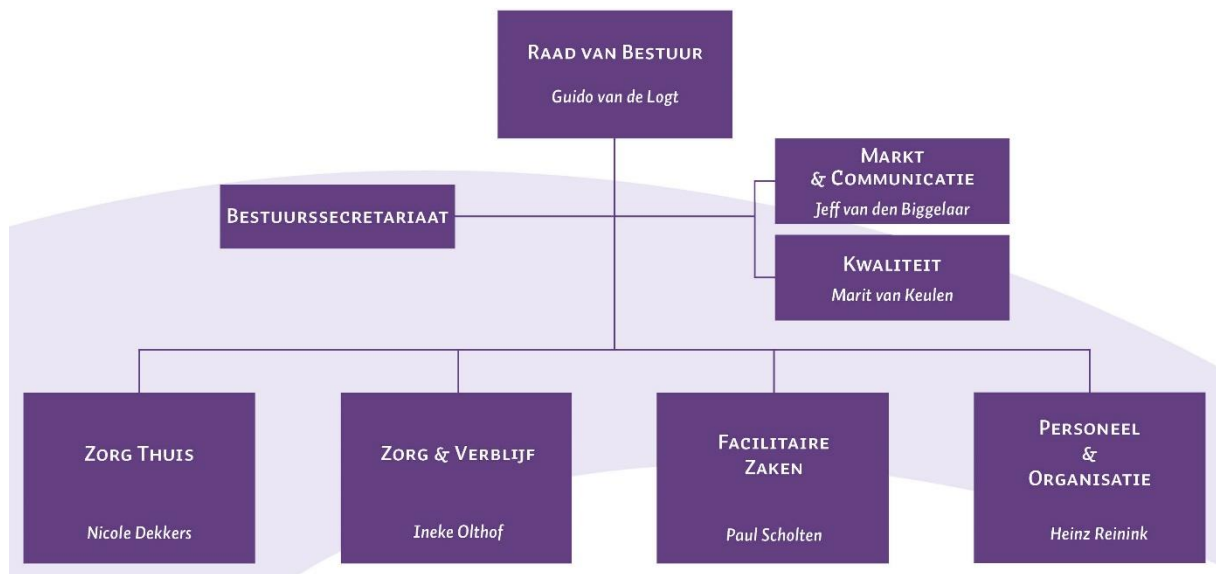 RAAD VAN BESTUUR
Guido van de Logt
MARKT
& COMMUNICATIE
Jeff van den Biggelaar
BESTUURSSECRETARIAAT
KWALITEIT
Marit van Keulen
ZORG THUIS
Nicole Dekkers
ZORG & VERBLIJF
Ineke Olthof
FACILITAIRE
ZAKEN
Paul Scholten
PERSONEEL
&
ORGANISATIE
Heinz Reinink